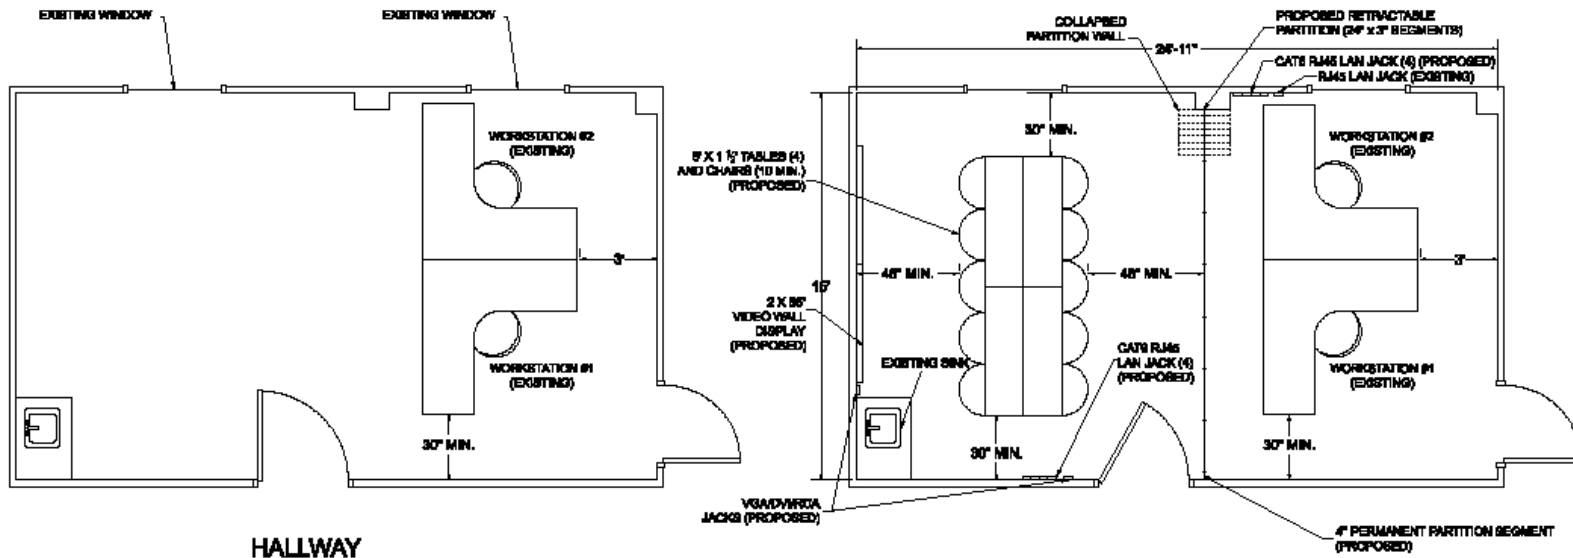 EXISTING WINDOW
EXISTING WINDOW
WORKSTATION #2
(EXISTING)
3'
WORKSTATION #1
(EXISTING)
30" MIN.
HALLWAY
COLLAPSED
PARTITION WALL
PROPOSED RETRACTABLE
PARTITION (24" x 3" SEGMENTS)
24'-11"
CAT6 RJ45 LAN JACK (4) (PROPOSED)
RJ45 LAN JACK (EXISTING)
30" MIN.
5' X 1 ½' TABLES (4)
AND CHAIRS (10 MIN.)
(PROPOSED)
WORKSTATION #2
(EXISTING)
48" MIN.
48" MIN.
3'
15'
2 X 55"
VIDEO WALL
DISPLAY
(PROPOSED)
EXISTING SINK
CAT6 RJ45
LAN JACK (4)
(PROPOSED)
WORKSTATION #1
(EXISTING)
30" MIN.
30" MIN.
VGA/DVI/RCA
JACKS (PROPOSED)
4" PERMANENT PARTITION SEGMENT
(PROPOSED)